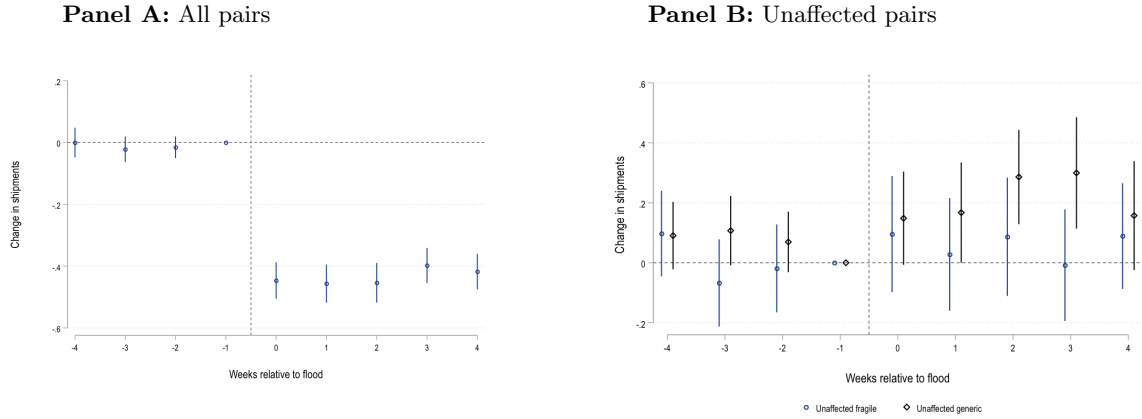 Panel A: All pairs
.2
0
-.2
-.4
-.6
Change in shipments
-4 -3 -2 -1 0 1 2 3 4
Weeks relative to flood
Panel B: Unaffected pairs
.6
.4
.2
0
-.2
Change in shipments
-4 -3 -2 -1 0 1 2 3 4
Weeks relative to flood
Unaffected fragile Unaffected generic